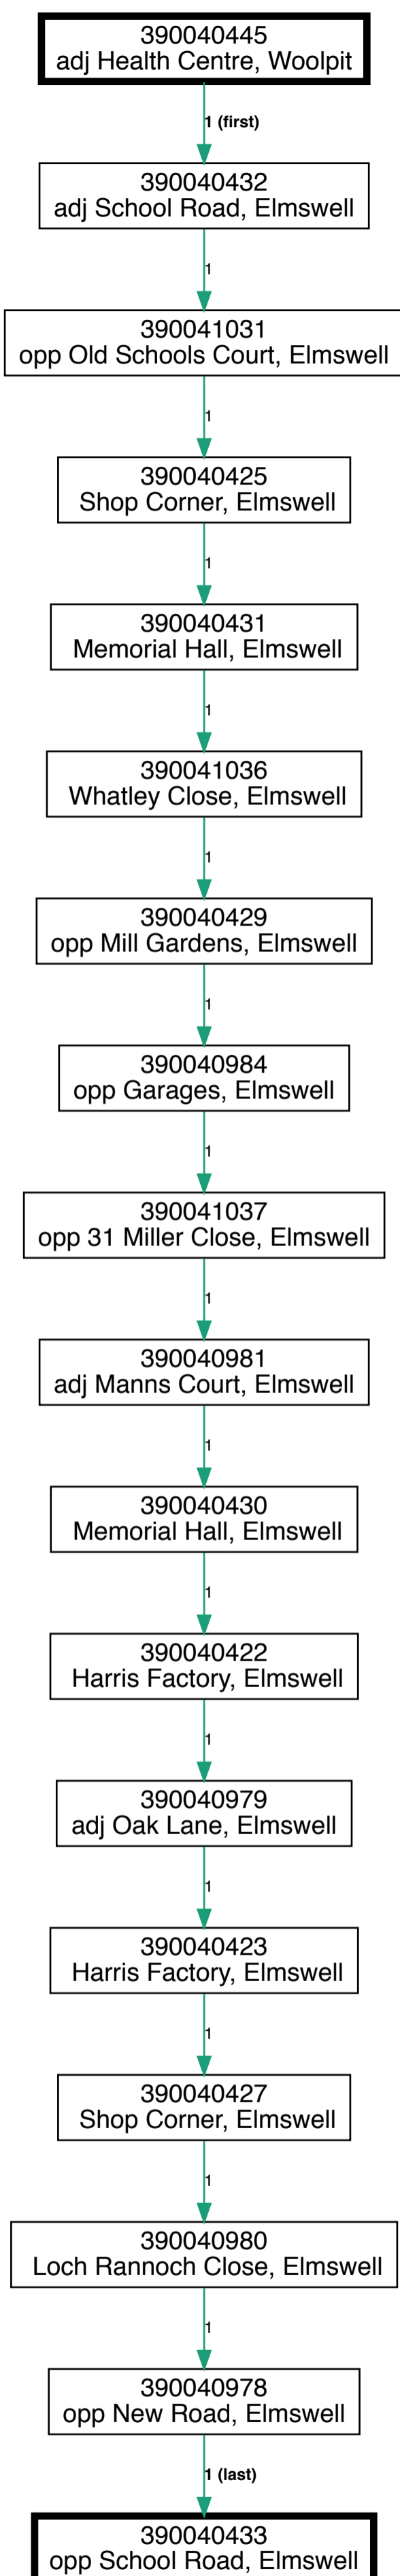 390040445
adj Health Centre, Woolpit
1 (first)
390040432
adj School Road, Elmswell
1
390041031
opp Old Schools Court, Elmswell
1
390040425
Shop Corner, Elmswell
1
390040431
Memorial Hall, Elmswell
1
390041036
Whatley Close, Elmswell
1
390040429
opp Mill Gardens, Elmswell
1
390040984
opp Garages, Elmswell
1
390041037
opp 31 Miller Close, Elmswell
1
390040981
adj Manns Court, Elmswell
1
390040430
Memorial Hall, Elmswell
1
390040422
Harris Factory, Elmswell
1
390040979
adj Oak Lane, Elmswell
1
390040423
Harris Factory, Elmswell
1
390040427
Shop Corner, Elmswell
1
390040980
Loch Rannoch Close, Elmswell
1
390040978
opp New Road, Elmswell
1 (last)
390040433
opp School Road, Elmswell